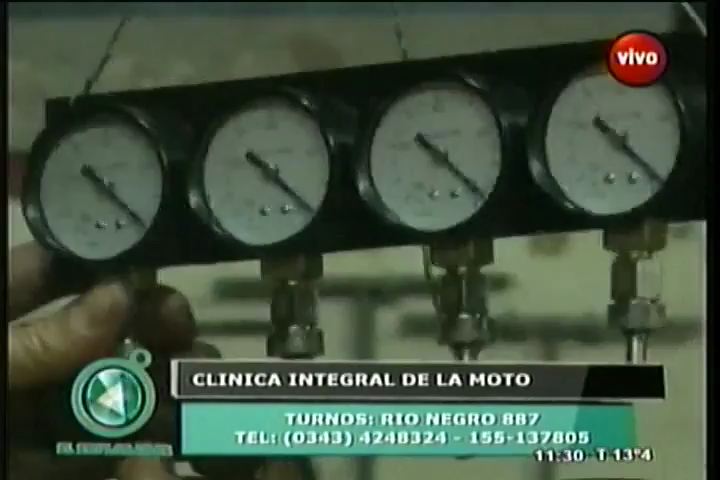 vivo
CLINICA INTEGRAL DE LA MOTO
TURNOS: RIO NEGRO 887
TEL: (0343) 4248324 - 155-137805
11:30 - T 13°4